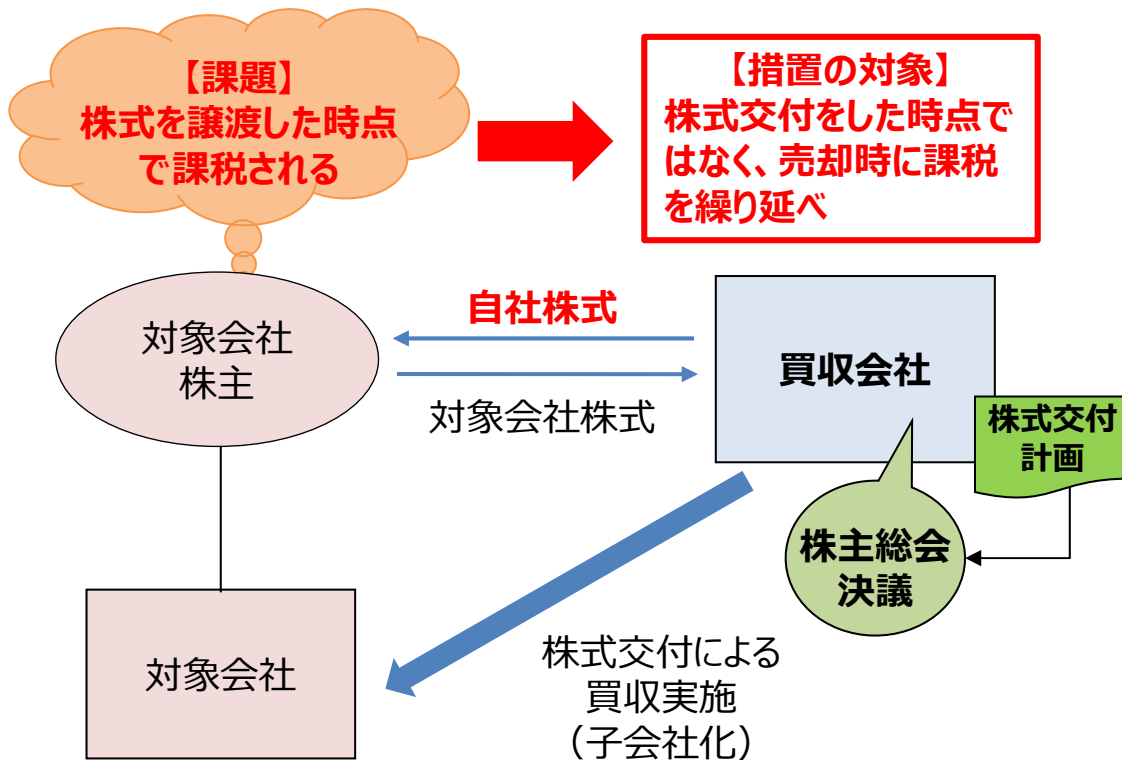 【課題】
株式を譲渡した時点
で課税される
【措置の対象】
株式交付をした時点で
はなく、売却時に課税
を繰り延べ
対象会社
株主
自社株式
対象会社株式
買収会社
株式交付
計画
株主総会
決議
対象会社
株式交付による
買収実施
（子会社化）